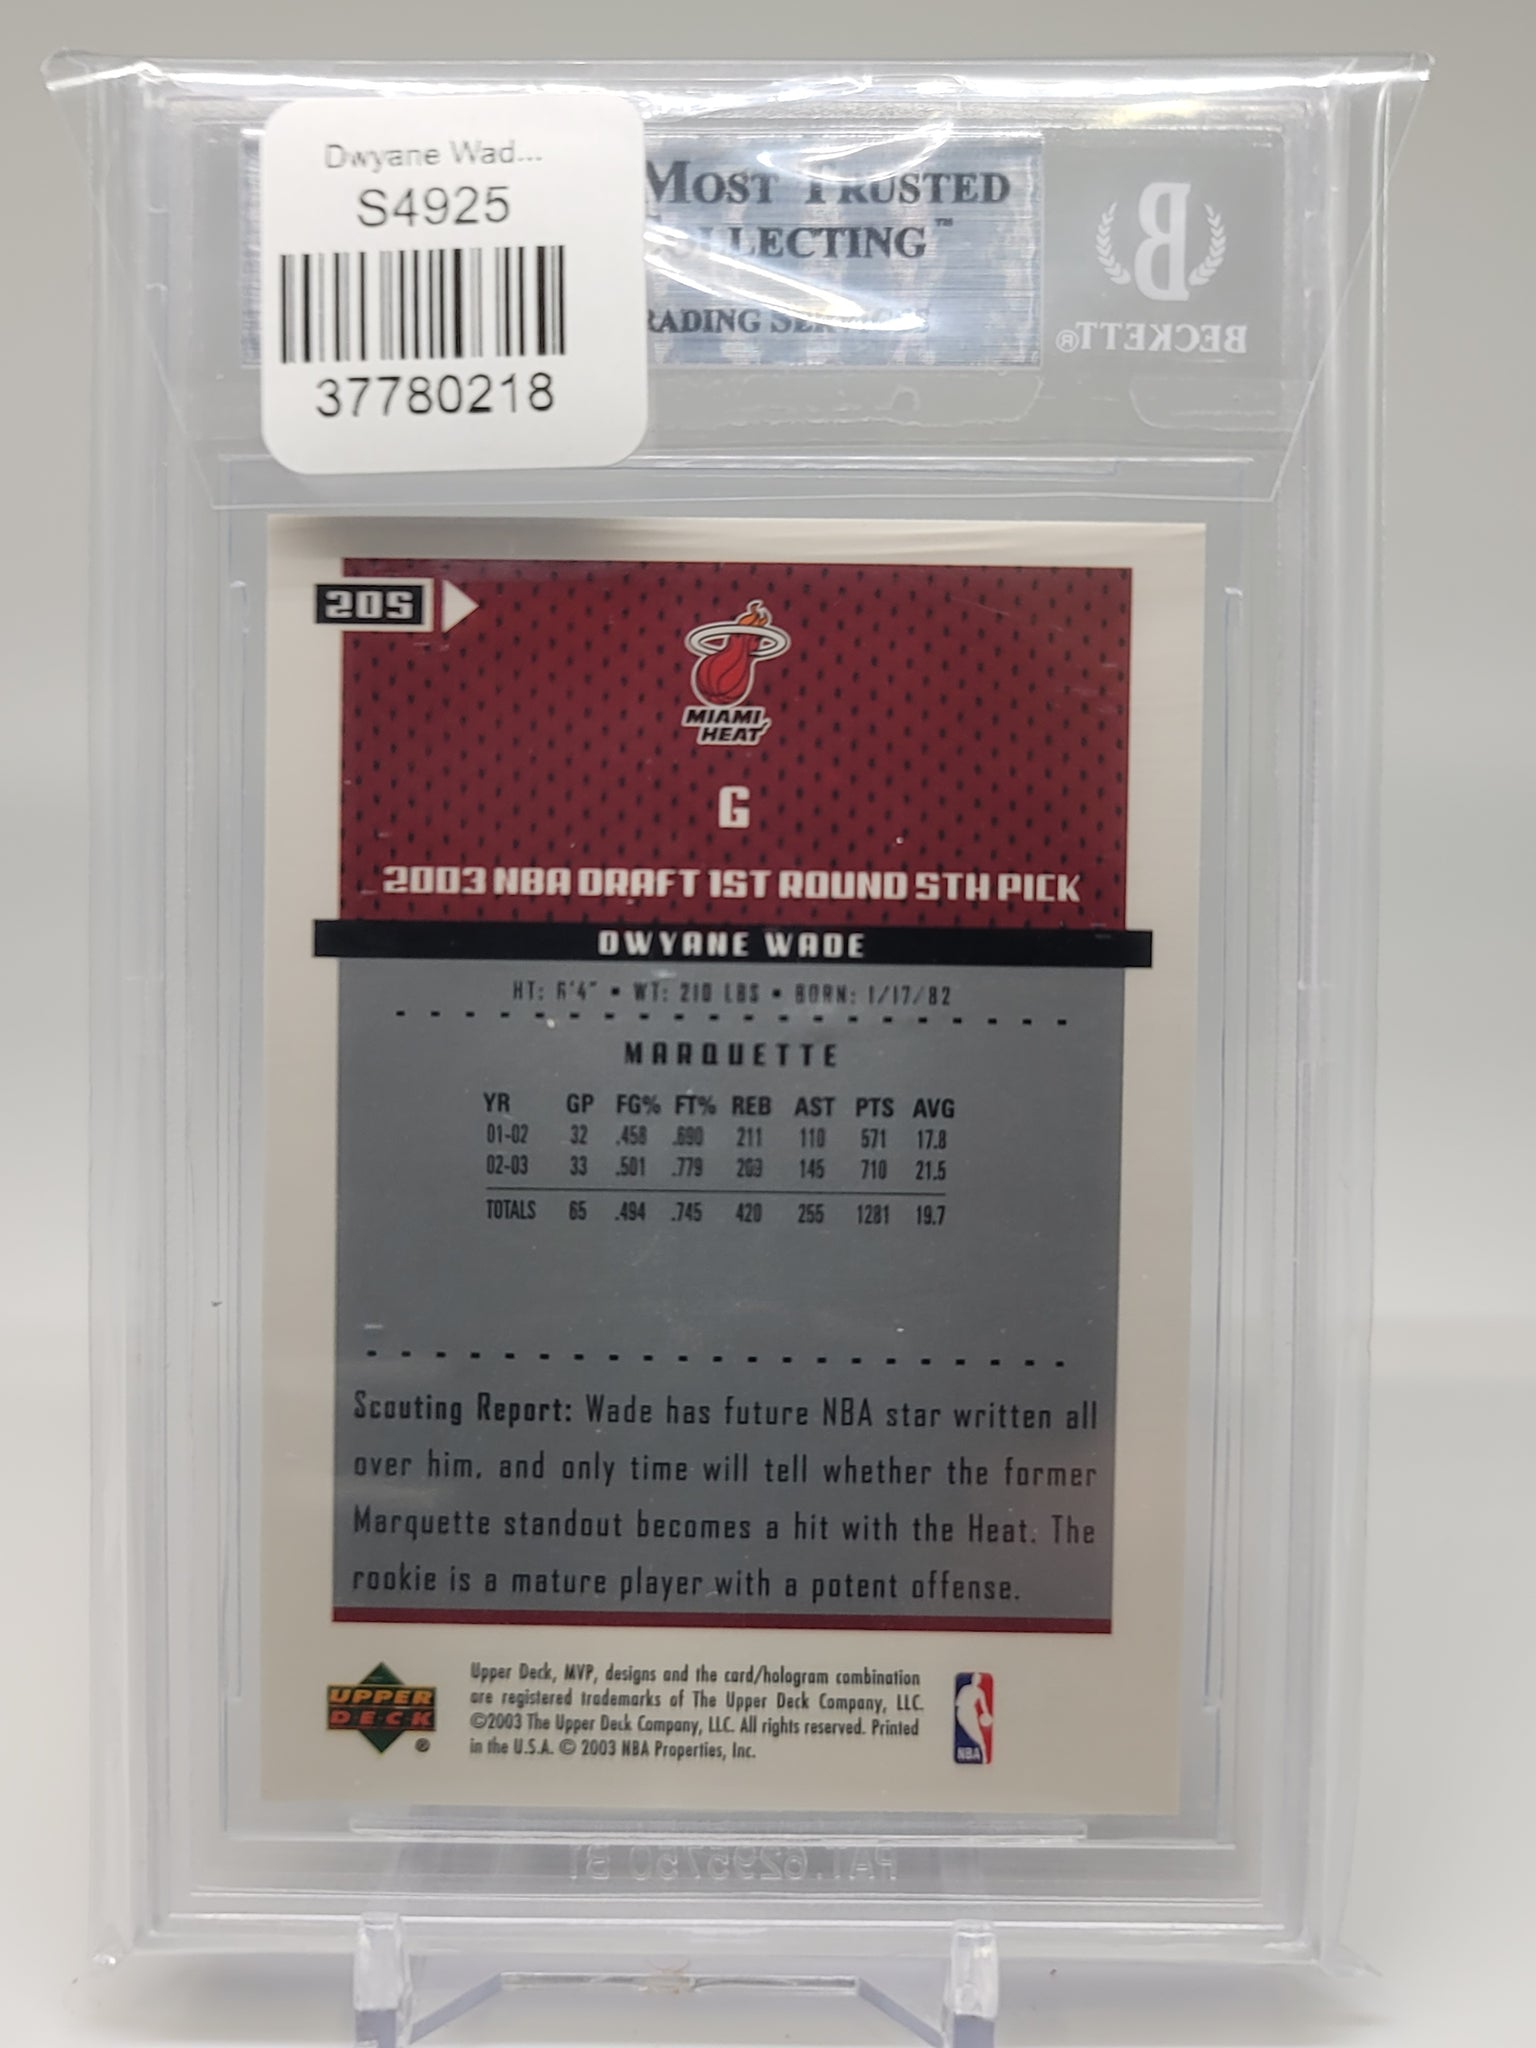 Dwyane Wad...
S4925
37780218
MOST TRUSTED
COLLECTING™
GRADING SERVICES
B
BECKETT®
205
MIAMI
HEAT
G
2003 NBA DRAFT 1ST ROUND 5TH PICK
DWYANE WADE
HT: 6'4" • WT: 210 LBS • BORN: 1/17/82
MARQUETTE
YR GP FG% FT% REB AST PTS AVG
01-02 32 .458 .690 211 110 571 17.8
02-03 33 .501 .779 209 145 710 21.5
TOTALS 65 .494 .745 420 255 1281 19.7
Scouting Report: Wade has future NBA star written all
over him, and only time will tell whether the former
Marquette standout becomes a hit with the Heat. The
rookie is a mature player with a potent offense.
UPPER
DECK
®
Upper Deck, MVP, designs and the card/hologram combination
are registered trademarks of The Upper Deck Company, LLC.
©2003 The Upper Deck Company, LLC. All rights reserved. Printed
in the U.S.A. © 2003 NBA Properties, Inc.
NBA
PAT. 6295750 B1